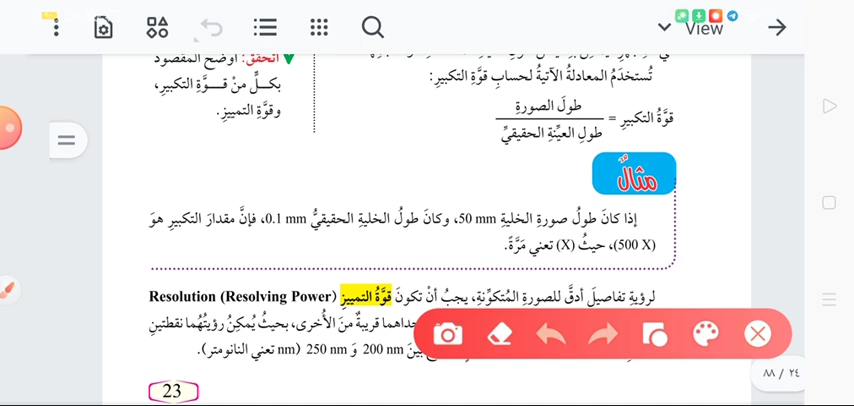 View
أتحقق: أوضح المقصود
بكلٍّ منْ قوَّةِ التكبيرِ،
وقوَّةِ التمييزِ.
تُستخدَمُ المعادلةُ الآتيةُ لحسابِ قوَّةِ التكبيرِ:
قوَّةُ التكبيرِ = طولَ الصورةِ
طولِ العيِّنةِ الحقيقيِّ
مثالٌ
إذا كانَ طولُ صورةِ الخليةِ 50 mm، وكانَ طولُ الخليةِ الحقيقيُّ 0.1 mm، فإنَّ مقدارَ التكبيرِ هوَ
(500 X)، حيثُ (X) تعني مَرَّةً.
لرؤيةِ تفاصيلَ أدقَّ للصورةِ المُتكوِّنةِ، يجبُ أنْ تكونَ قوَّةُ التمييزِ Resolution (Resolving Power)
إحداهما قريبةٌ منَ الأُخرى، بحيثُ يُمكِنُ رؤيتُهُما نقطتينِ
بينَ 200 nm وَ 250 nm (nm تعني النانومتر).
23
٢٤ / ٨٨